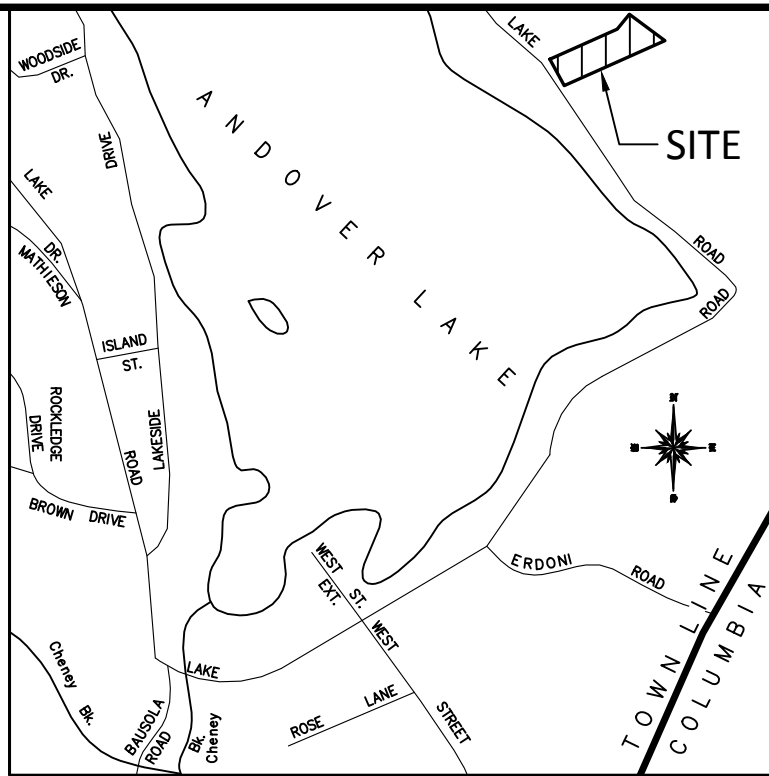 WOODSIDE
DR.
LAKE
SITE
ANDOVER LAKE
DRIVE
LAKE
DR.
MATHIESON
ROAD
ROAD
ISLAND
ST.
ROCKLEDGE
DRIVE
LAKESIDE
ROAD
BROWN DRIVE
WEST ST.
EXT.
ERDONI ROAD
WEST STREET
TOWN LINE
COLUMBIA
Cheney
Bk.
LAKE
BAUSOLA
ROAD
Bk.
Cheney
ROSE LANE